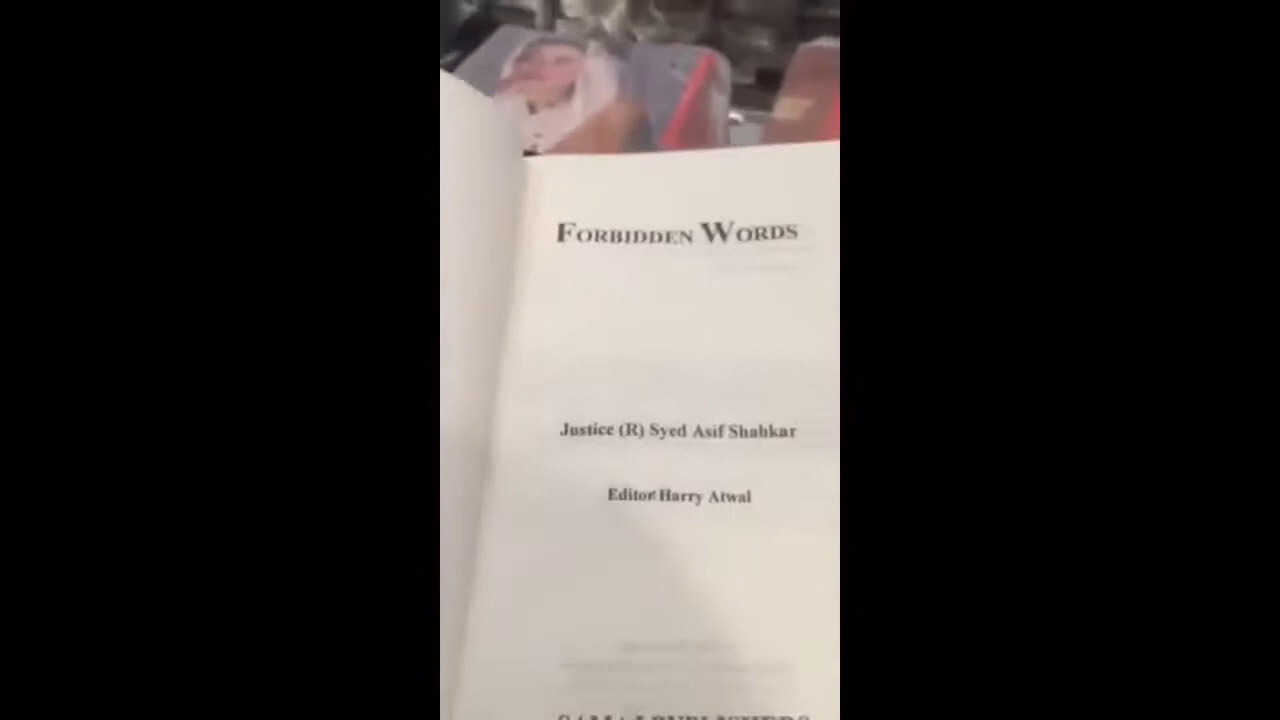 FORBIDDEN WORDS
Justice (R) Syed Asif Shahkar
Editor: Harry Atwal